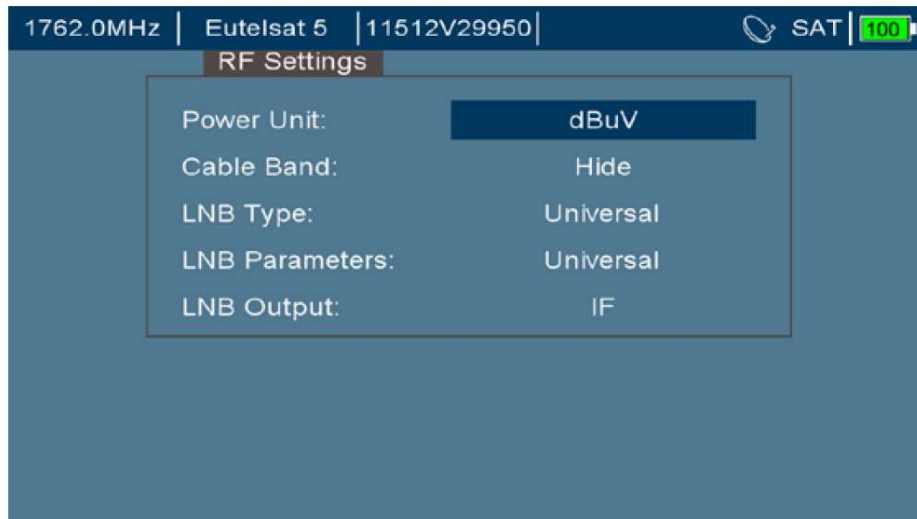 1762.0MHz | Eutelsat 5 |11512V29950| SAT 100
RF Settings
Power Unit: dBuV
Cable Band: Hide
LNB Type: Universal
LNB Parameters: Universal
LNB Output: IF